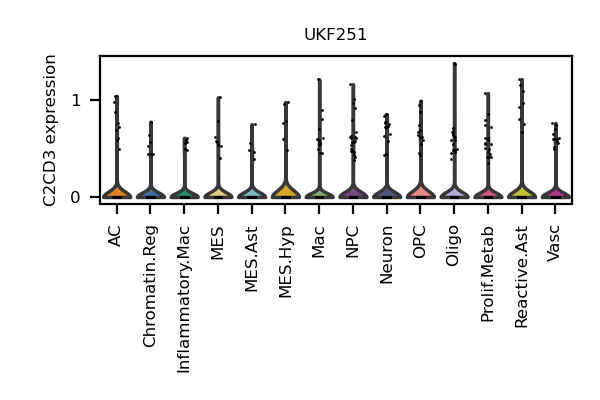 UKF251
C2CD3 expression
1
0
AC
Chromatin.Reg
Inflammatory.Mac
MES
MES.Ast
MES.Hyp
Mac
NPC
Neuron
OPC
Oligo
Prolif.Metab
Reactive.Ast
Vasc